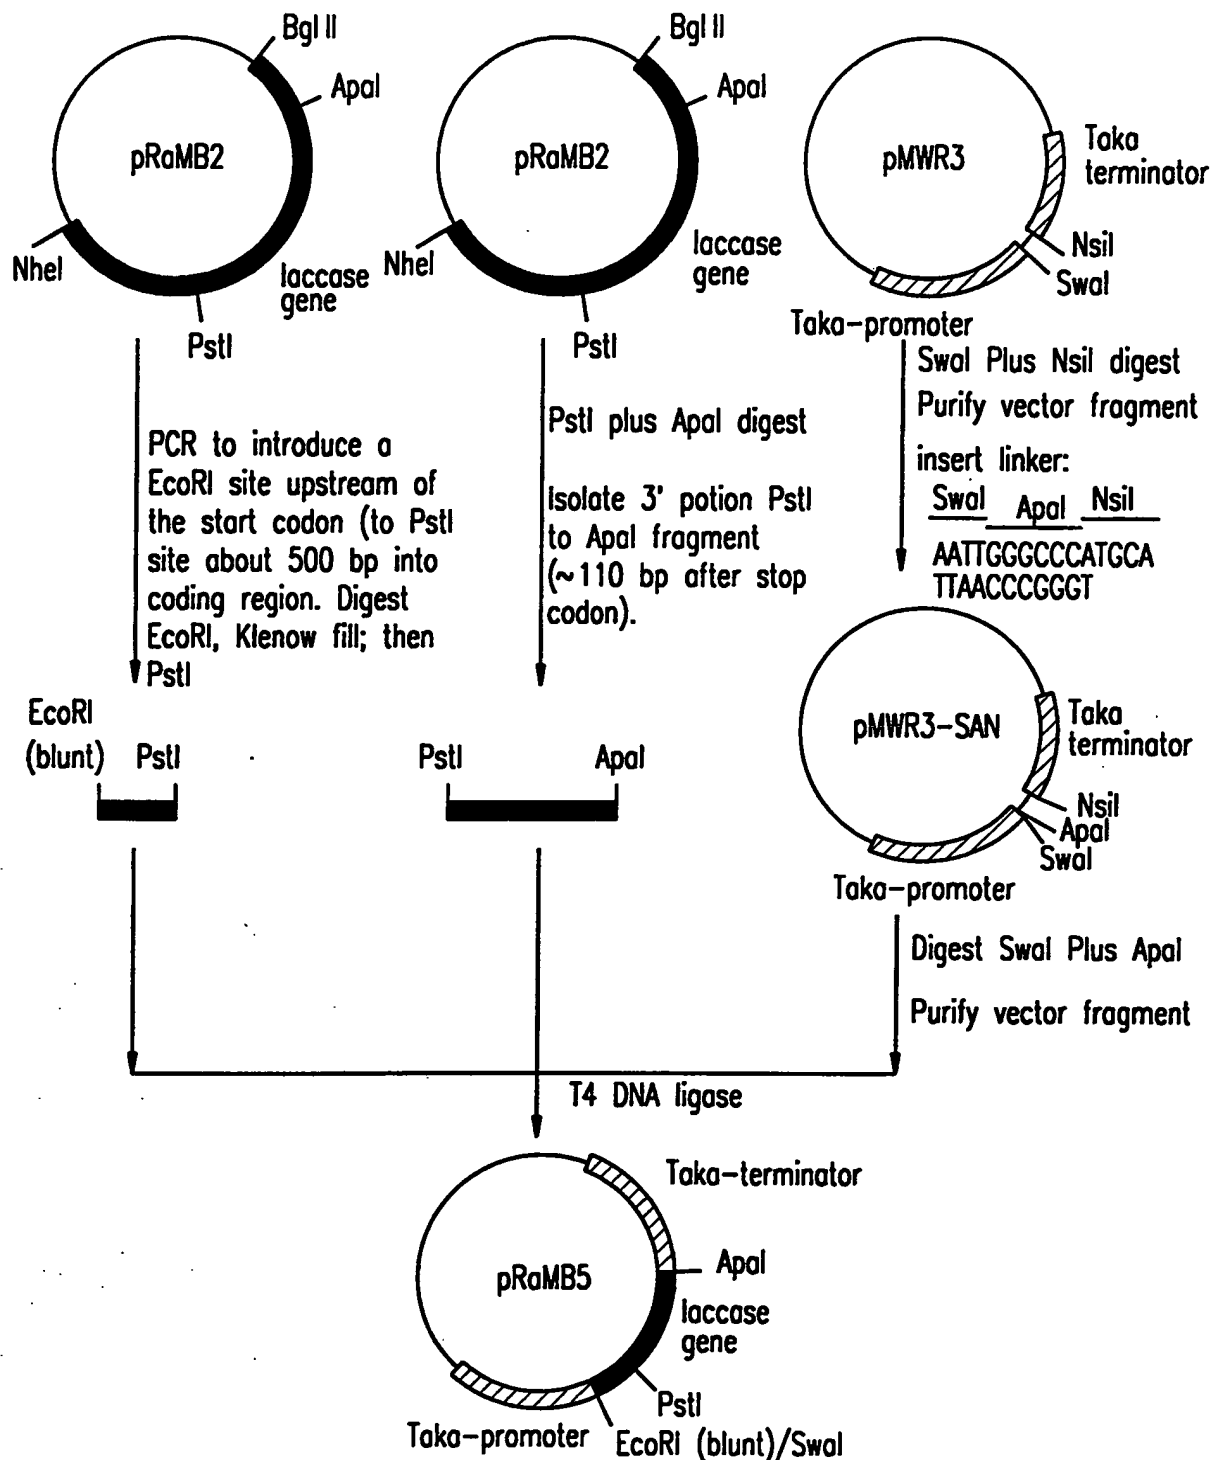 Bgl II
ApaI
pRaMB2
NheI
laccase
gene
PstI
Bgl II
ApaI
pRaMB2
NheI
laccase
gene
PstI
pMWR3
Taka
terminator
NsiI
SwaI
Taka-promoter
PCR to introduce a
EcoRI site upstream of
the start codon (to PstI
site about 500 bp into
coding region. Digest
EcoRI, Klenow fill; then
PstI
PstI plus ApaI digest
Isolate 3' potion PstI
to ApaI fragment
(~110 bp after stop
codon).
SwaI Plus NsiI digest
Purify vector fragment
insert linker:
SwaI ApaI NsiI
AATTGGGCCCATGCA
TTAACCCGGGT
EcoRI
(blunt) PstI
PstI ApaI
pMWR3-SAN
Taka
terminator
NsiI
ApaI
SwaI
Taka-promoter
Digest SwaI Plus ApaI
Purify vector fragment
T4 DNA ligase
Taka-terminator
pRaMB5
ApaI
laccase
gene
PstI
Taka-promoter
EcoRI (blunt)/SwaI